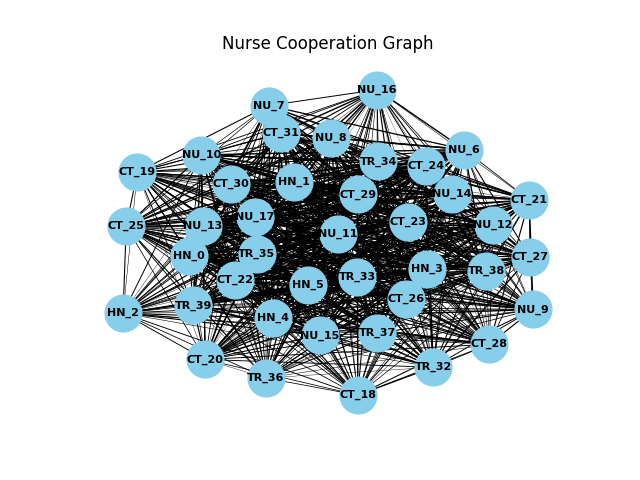 Nurse Cooperation Graph
NU_16
NU_7
CT_31
NU_8
NU_6
NU_10
TR_34
CT_24
CT_19
CT_30
HN_1
CT_29
NU_14
CT_21
NU_17
CT_23
NU_12
CT_25
NU_13
NU_11
HN_0
TR_35
CT_27
HN_3
TR_38
CT_22
TR_33
HN_5
CT_26
TR_39
NU_9
HN_2
HN_4
NU_15
TR_37
CT_28
CT_20
TR_32
TR_36
CT_18